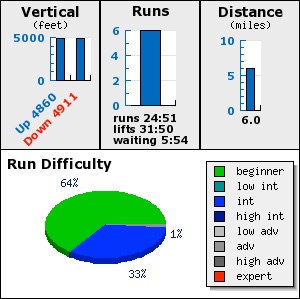 Vertical
(feet)
5000
0
Up 4860
Down 4911
Runs
6
4
2
0
runs 24:51
lifts 31:50
waiting 5:54
Distance
(miles)
10
5
0
6.0
Run Difficulty
64%
1%
33%
beginner
low int
int
high int
low adv
adv
high adv
expert